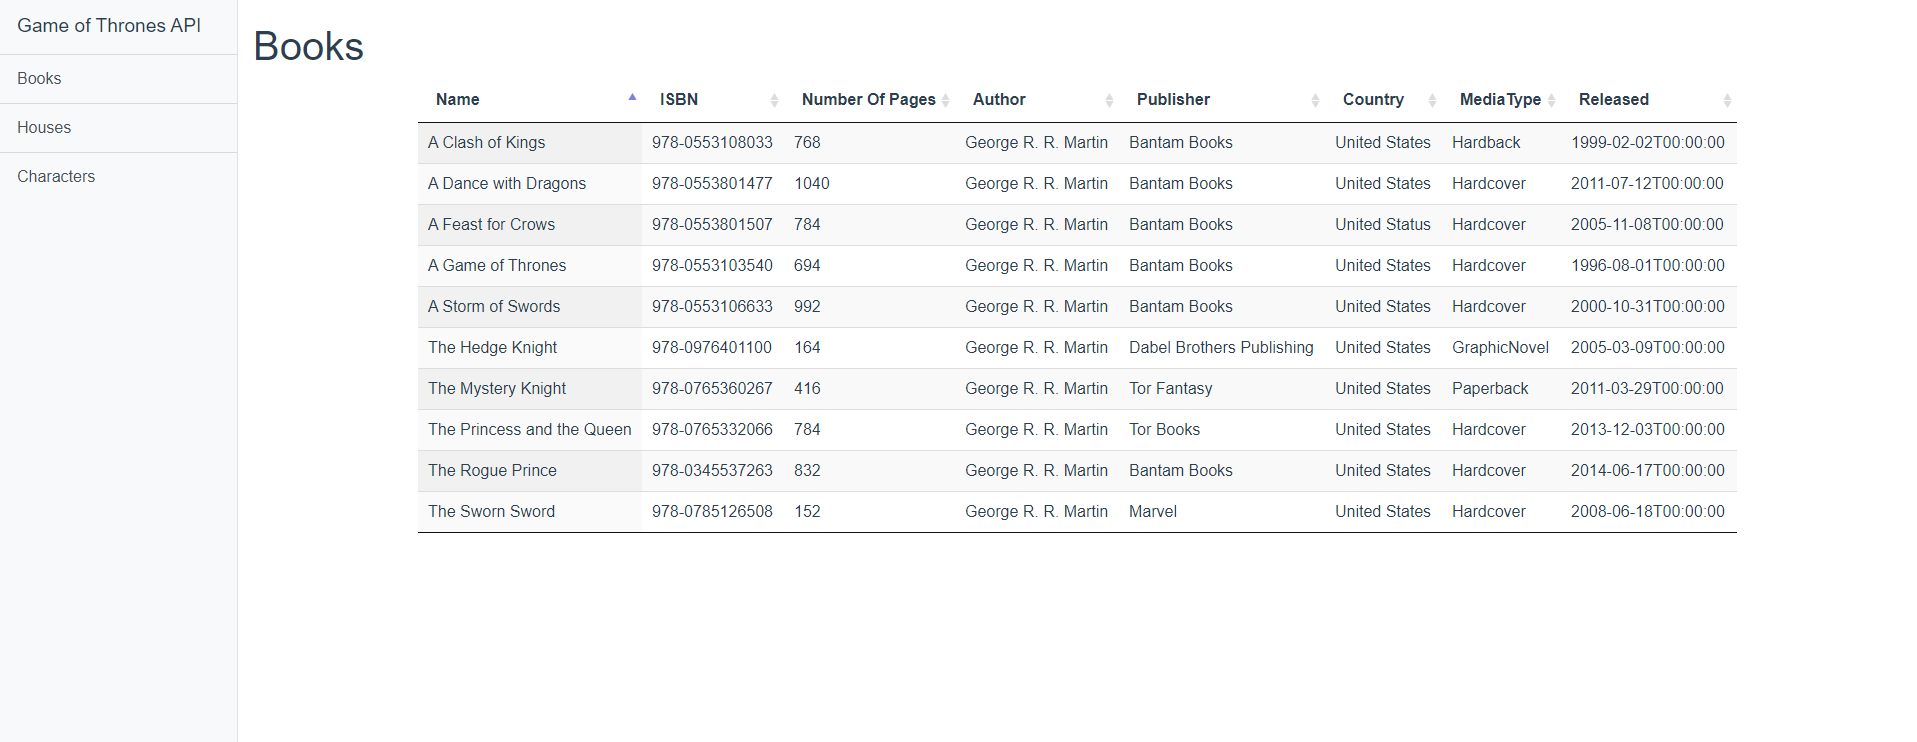 Game of Thrones API
Books
Houses
Characters
Books
Name ISBN Number Of Pages Author Publisher Country MediaType Released
A Clash of Kings 978-0553108033 768 George R. R. Martin Bantam Books United States Hardback 1999-02-02T00:00:00
A Dance with Dragons 978-0553801477 1040 George R. R. Martin Bantam Books United States Hardcover 2011-07-12T00:00:00
A Feast for Crows 978-0553801507 784 George R. R. Martin Bantam Books United Status Hardcover 2005-11-08T00:00:00
A Game of Thrones 978-0553103540 694 George R. R. Martin Bantam Books United States Hardcover 1996-08-01T00:00:00
A Storm of Swords 978-0553106633 992 George R. R. Martin Bantam Books United States Hardcover 2000-10-31T00:00:00
The Hedge Knight 978-0976401100 164 George R. R. Martin Dabel Brothers Publishing United States GraphicNovel 2005-03-09T00:00:00
The Mystery Knight 978-0765360267 416 George R. R. Martin Tor Fantasy United States Paperback 2011-03-29T00:00:00
The Princess and the Queen 978-0765332066 784 George R. R. Martin Tor Books United States Hardcover 2013-12-03T00:00:00
The Rogue Prince 978-0345537263 832 George R. R. Martin Bantam Books United States Hardcover 2014-06-17T00:00:00
The Sworn Sword 978-0785126508 152 George R. R. Martin Marvel United States Hardcover 2008-06-18T00:00:00